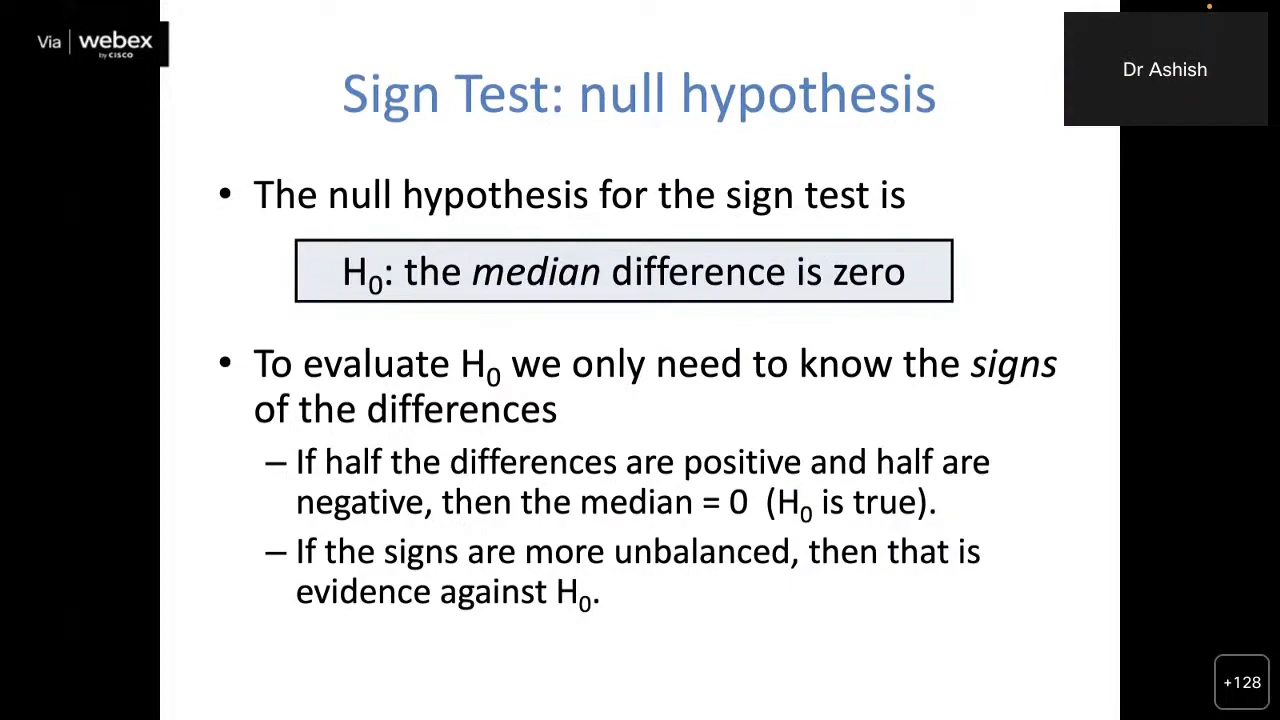 Via webex
by CISCO
Dr Ashish
Sign Test: null hypothesis
• The null hypothesis for the sign test is
H0: the median difference is zero
• To evaluate H0 we only need to know the signs
of the differences
– If half the differences are positive and half are
negative, then the median = 0 (H0 is true).
– If the signs are more unbalanced, then that is
evidence against H0.
+128